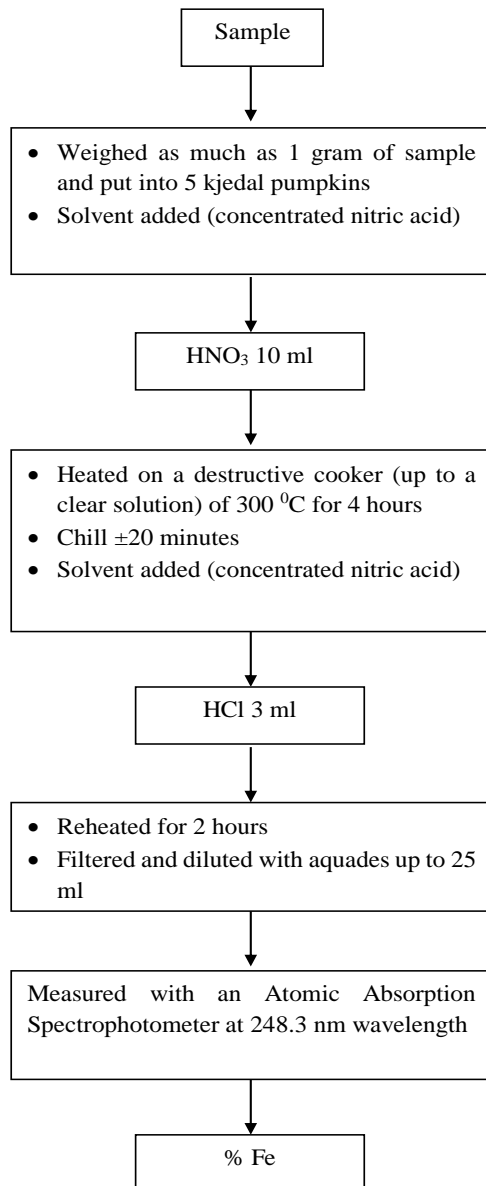 Sample
• Weighed as much as 1 gram of sample
and put into 5 kjedal pumpkins
• Solvent added (concentrated nitric acid)
HNO₃ 10 ml
• Heated on a destructive cooker (up to a
clear solution) of 300 ⁰C for 4 hours
• Chill ±20 minutes
• Solvent added (concentrated nitric acid)
HCl 3 ml
• Reheated for 2 hours
• Filtered and diluted with aquades up to 25
ml
Measured with an Atomic Absorption
Spectrophotometer at 248.3 nm wavelength
% Fe